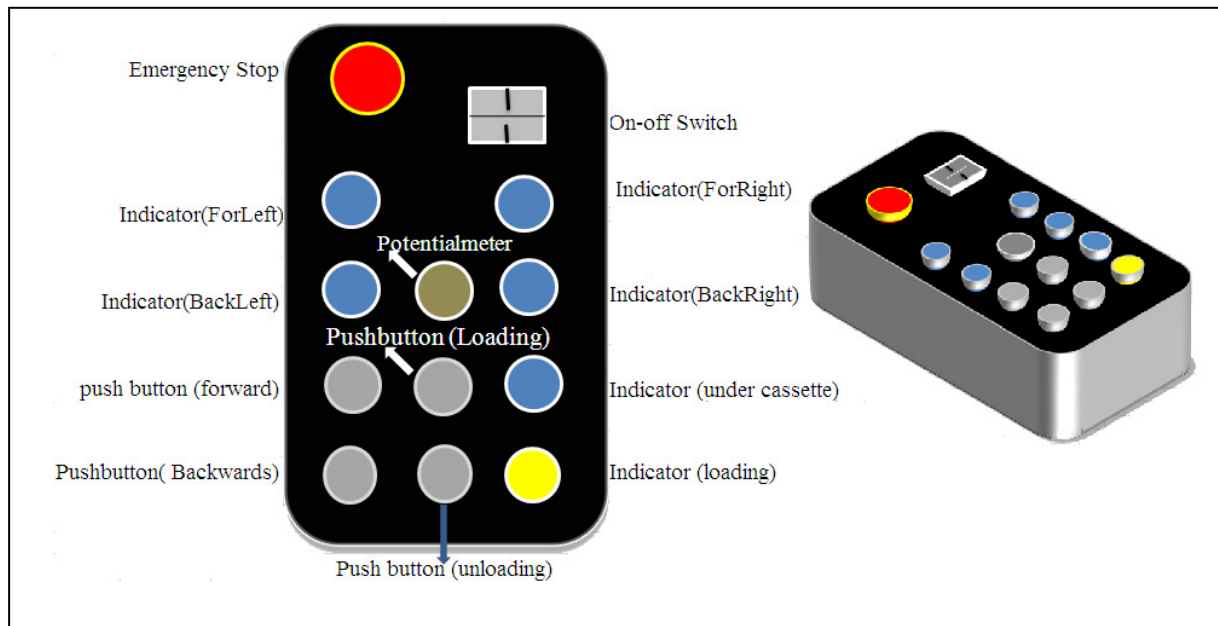 Emergency Stop
On-off Switch
Indicator(ForLeft)
Indicator(ForRight)
Potentialmeter
Indicator(BackLeft)
Indicator(BackRight)
Pushbutton (Loading)
push button (forward)
Indicator (under cassette)
Pushbutton( Backwards)
Indicator (loading)
Push button (unloading)